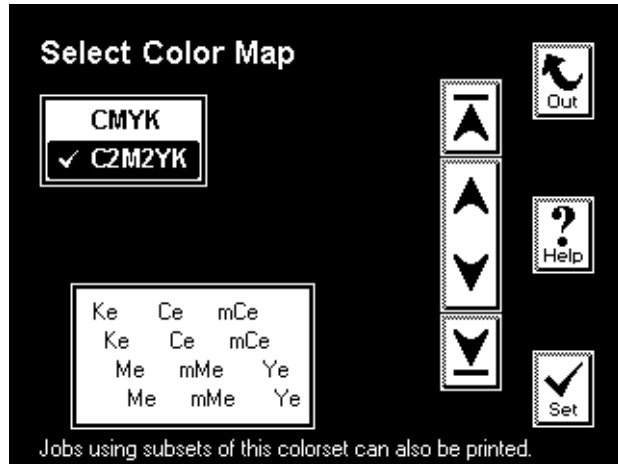 Select Color Map
Out
CMYK
✓ C2M2YK
?
Help
Ke Ce mCe
Ke Ce mCe
Me mMe Ye
Me mMe Ye
Set
Jobs using subsets of this colorset can also be printed.